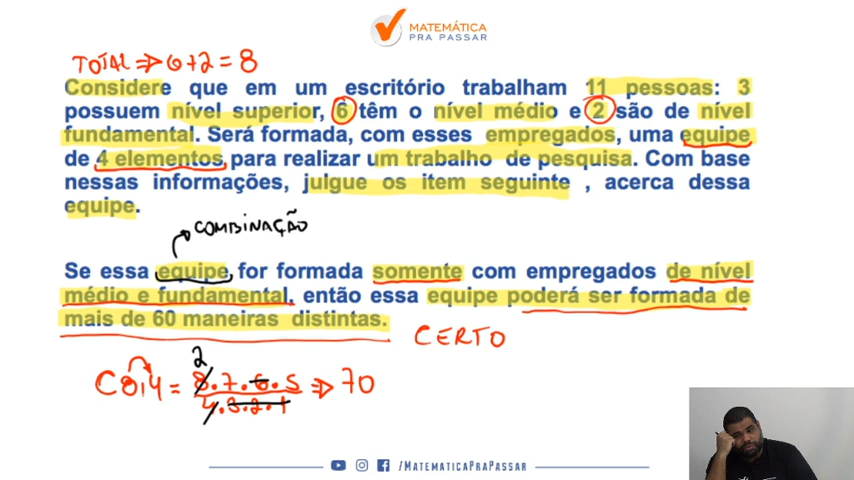 MATEMÁTICA
PRA PASSAR
TOTAL => 6+2 = 8
Considere que em um escritório trabalham 11 pessoas: 3
possuem nível superior, 6 têm o nível médio e 2 são de nível
fundamental. Será formada, com esses empregados, uma equipe
de 4 elementos para realizar um trabalho de pesquisa. Com base
nessas informações, julgue os item seguinte , acerca dessa
equipe.
COMBINAÇÃO
Se essa equipe, for formada somente com empregados de nível
médio e fundamental, então essa equipe poderá ser formada de
mais de 60 maneiras distintas.
CERTO
2
C8,4 = 8.7.6.5 => 70
4.3.2.1
/MATEMATICAPRAPASSAR